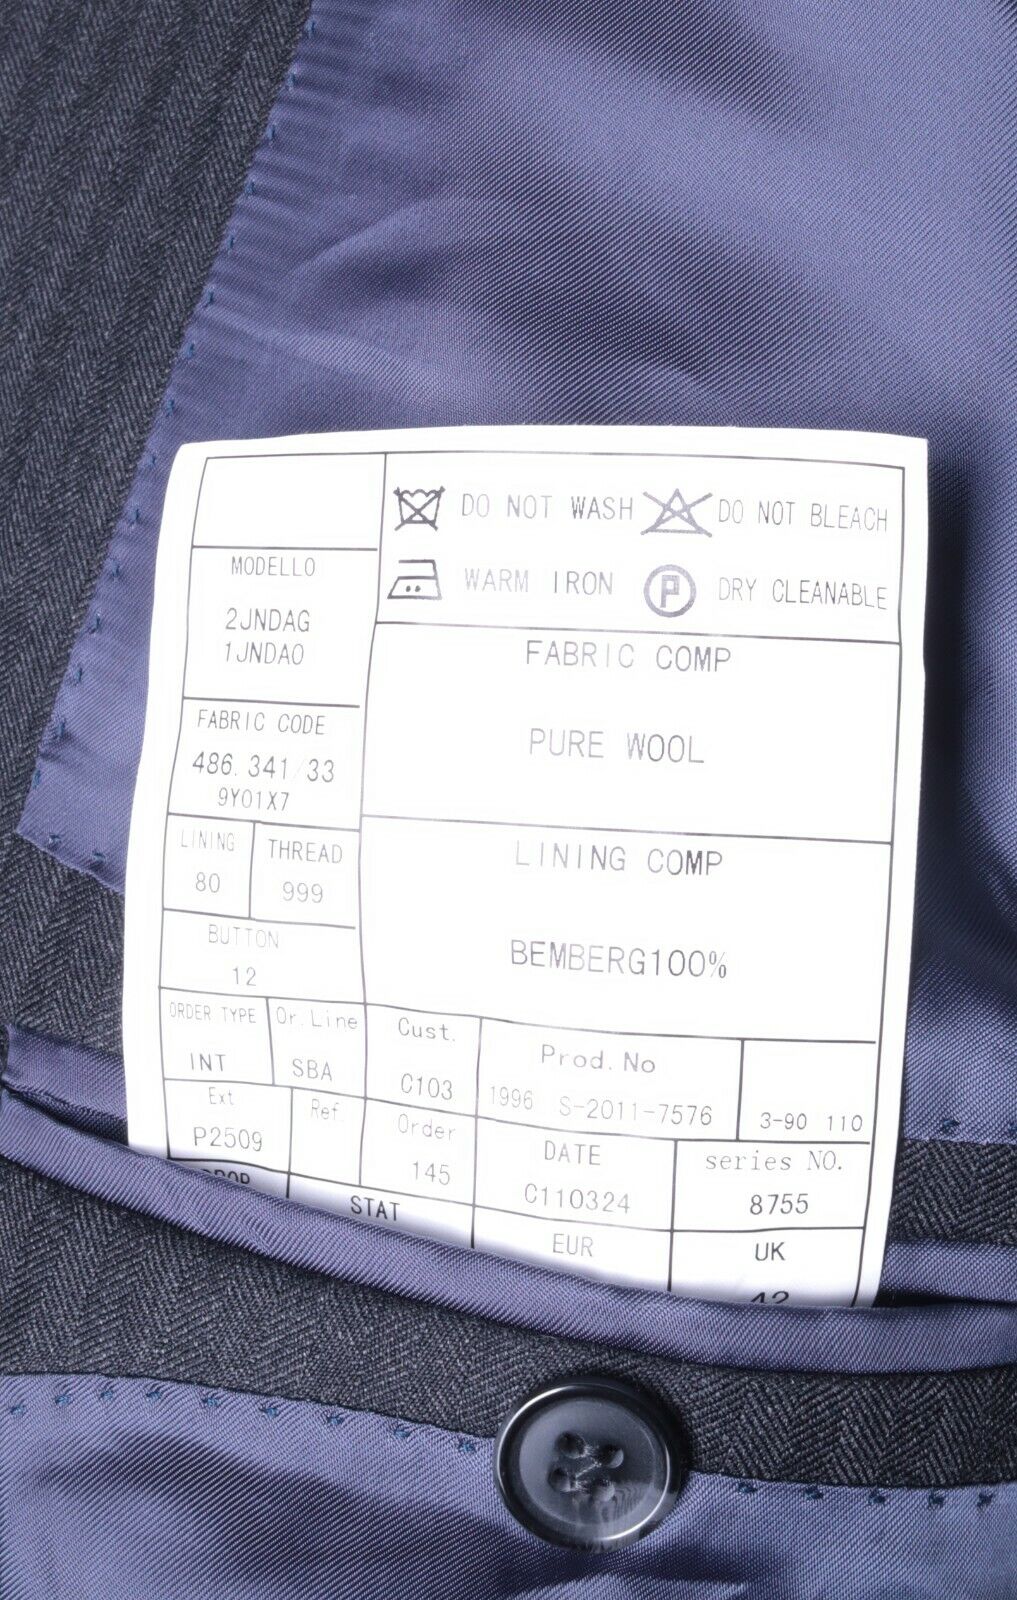 DO NOT WASH DO NOT BLEACH
WARM IRON P DRY CLEANABLE
MODELLO
2JNDAG
1JNDAO
FABRIC COMP
PURE WOOL
FABRIC CODE
486.341/33
9Y01X7
LINING THREAD
80 999
LINING COMP
BEMBERG100%
BUTTON
12
ORDER TYPE Or.Line Cust. Prod.No
INT SBA C103 1996 S-2011-7576 3-90 110
Ext Ref. Order DATE series NO.
P2509 145 C110324 8755
STAT EUR UK
42